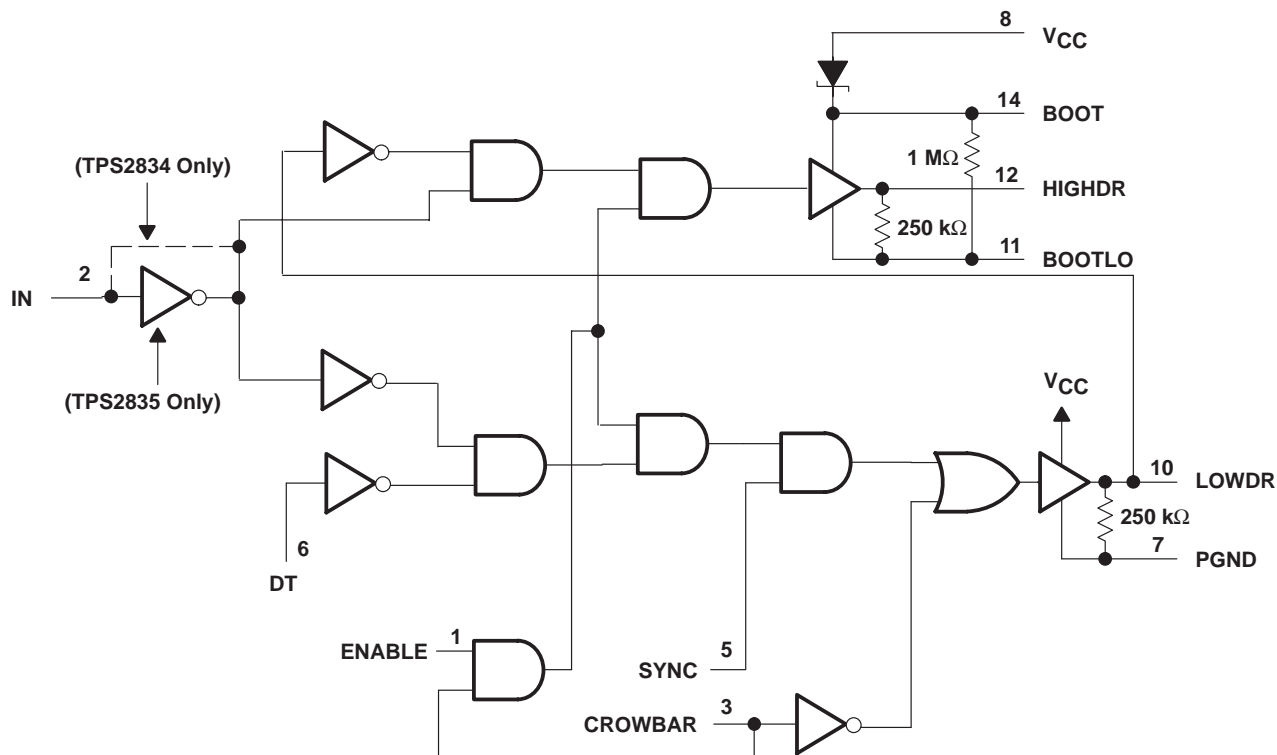 8
VCC
14
BOOT
(TPS2834 Only)
1 MΩ
12
HIGHDR
250 kΩ
2
11
BOOTLO
IN
(TPS2835 Only)
VCC
10
LOWDR
250 kΩ
6
7
PGND
DT
1
ENABLE
5
SYNC
3
CROWBAR